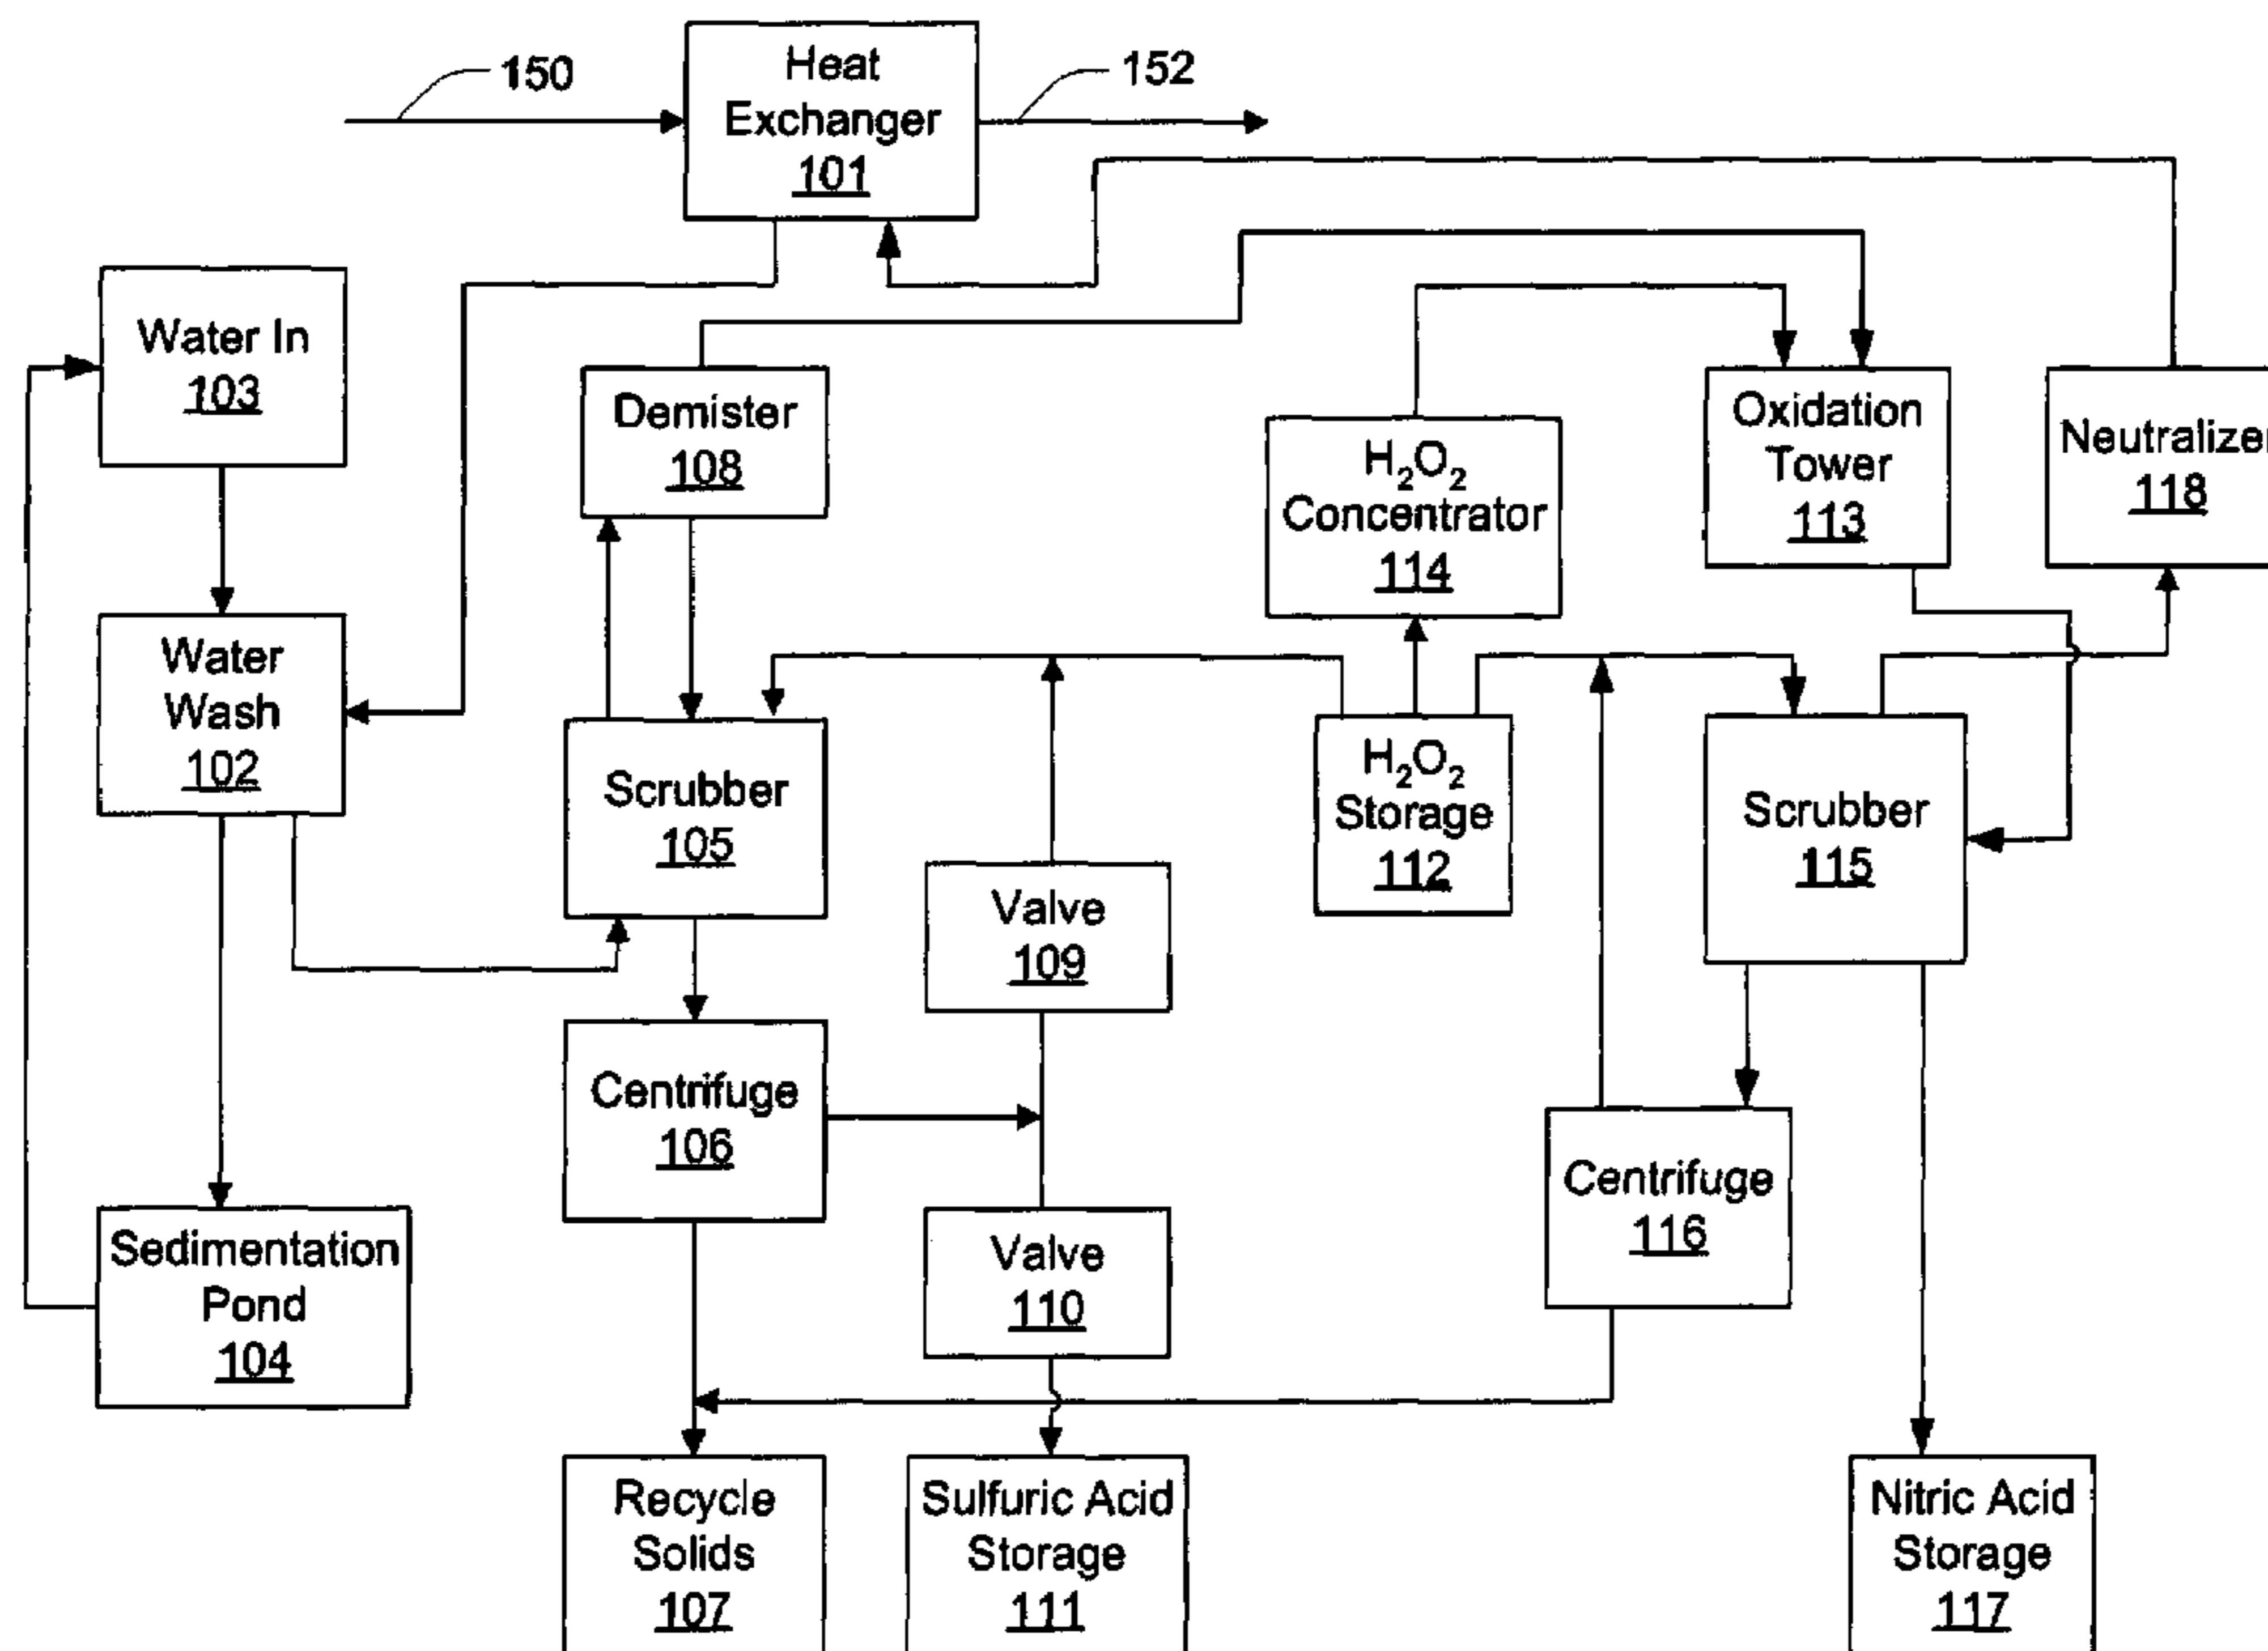 150
Heat
Exchanger
101
152
Water In
103
Demister
108
H₂O₂
Concentrator
114
Oxidation
Tower
113
Neutralizer
118
Water
Wash
102
Scrubber
105
Valve
109
H₂O₂
Storage
112
Scrubber
115
Centrifuge
106
Centrifuge
116
Sedimentation
Pond
104
Valve
110
Recycle
Solids
107
Sulfuric Acid
Storage
111
Nitric Acid
Storage
117